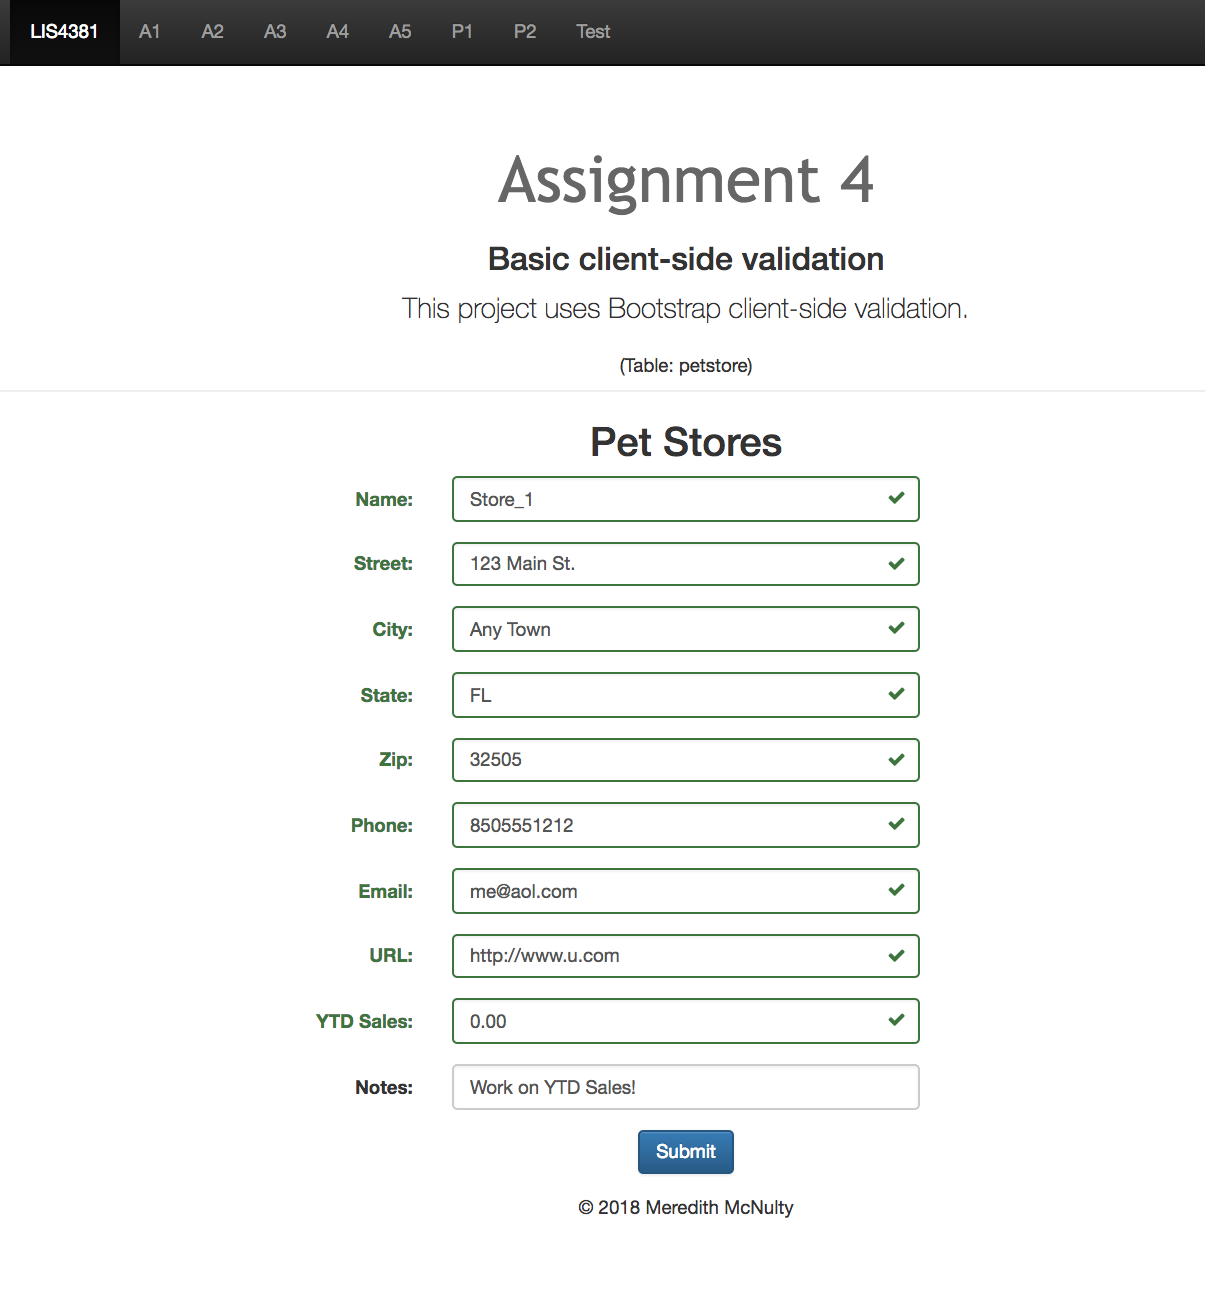 LIS4381 A1 A2 A3 A4 A5 P1 P2 Test
Assignment 4
Basic client-side validation
This project uses Bootstrap client-side validation.
(Table: petstore)
Pet Stores
Name: Store_1
Street: 123 Main St.
City: Any Town
State: FL
Zip: 32505
Phone: 8505551212
Email: me@aol.com
URL: http://www.u.com
YTD Sales: 0.00
Notes: Work on YTD Sales!
Submit
© 2018 Meredith McNulty